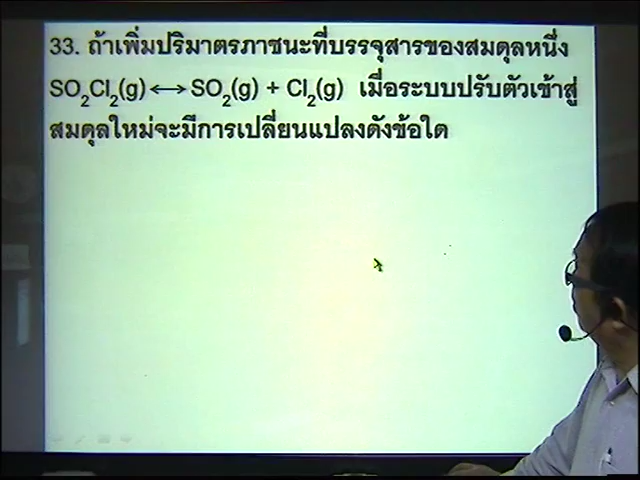 33. ถ้าเพิ่มปริมาตรภาชนะที่บรรจุสารของสมดุลหนึ่ง
SO₂Cl₂(g)⟷SO₂(g) + Cl₂(g) เมื่อระบบปรับตัวเข้าสู่
สมดุลใหม่จะมีการเปลี่ยนแปลงดังข้อใด